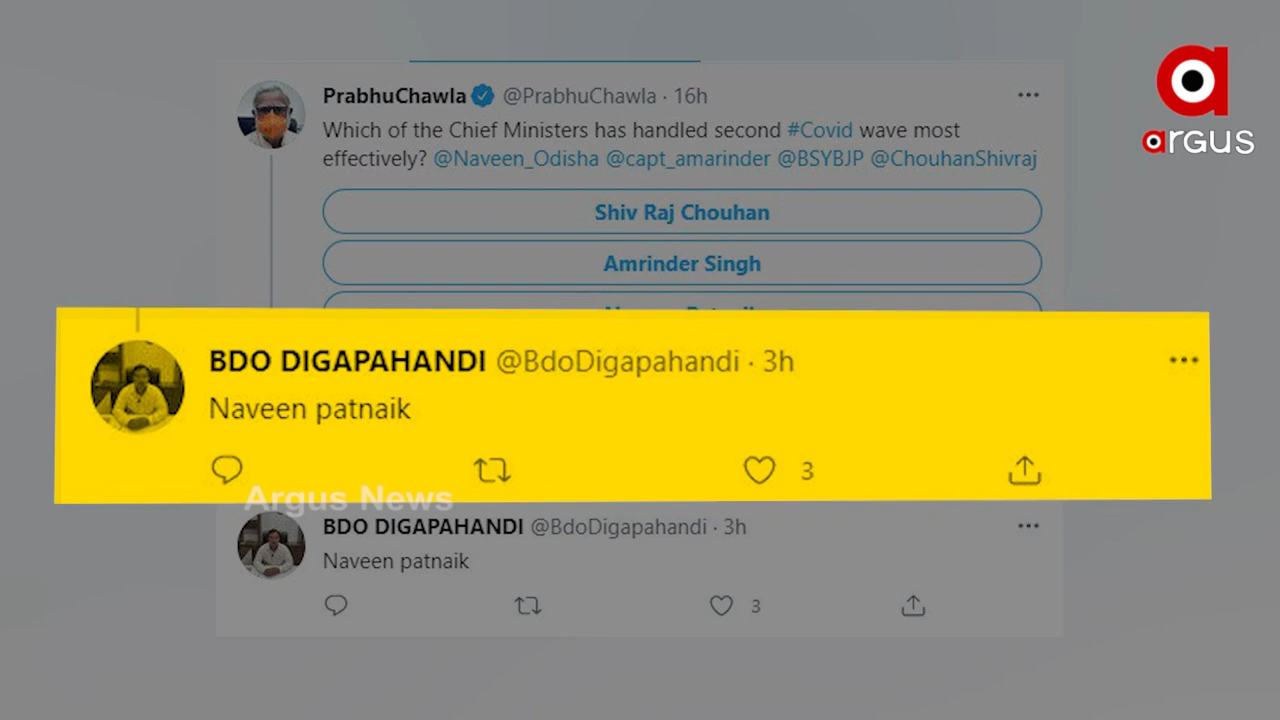 argus
PrabhuChawla @PrabhuChawla · 16h
Which of the Chief Ministers has handled second #Covid wave most
effectively? @Naveen_Odisha @capt_amarinder @BSYBJP @ChouhanShivraj
Shiv Raj Chouhan
Amrinder Singh
BDO DIGAPAHANDI @BdoDigapahandi · 3h
Naveen patnaik
3
Argus News
BDO DIGAPAHANDI @BdoDigapahandi · 3h
Naveen patnaik
3